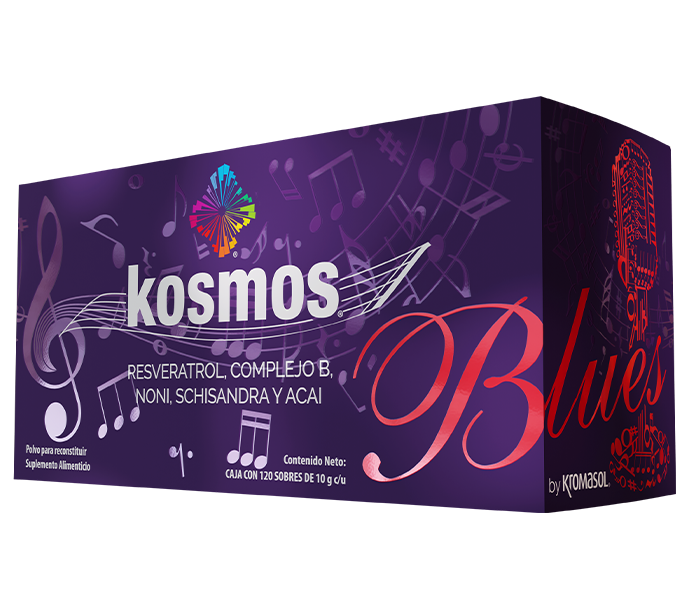 kosmos®
RESVERATROL, COMPLEJO B,
NONI, SCHISANDRA Y ACAI
Polvo para reconstituir
Suplemento Alimenticio
Contenido Neto:
CAJA CON 120 SOBRES DE 10 g c/u
Blues
by KROMASOL®